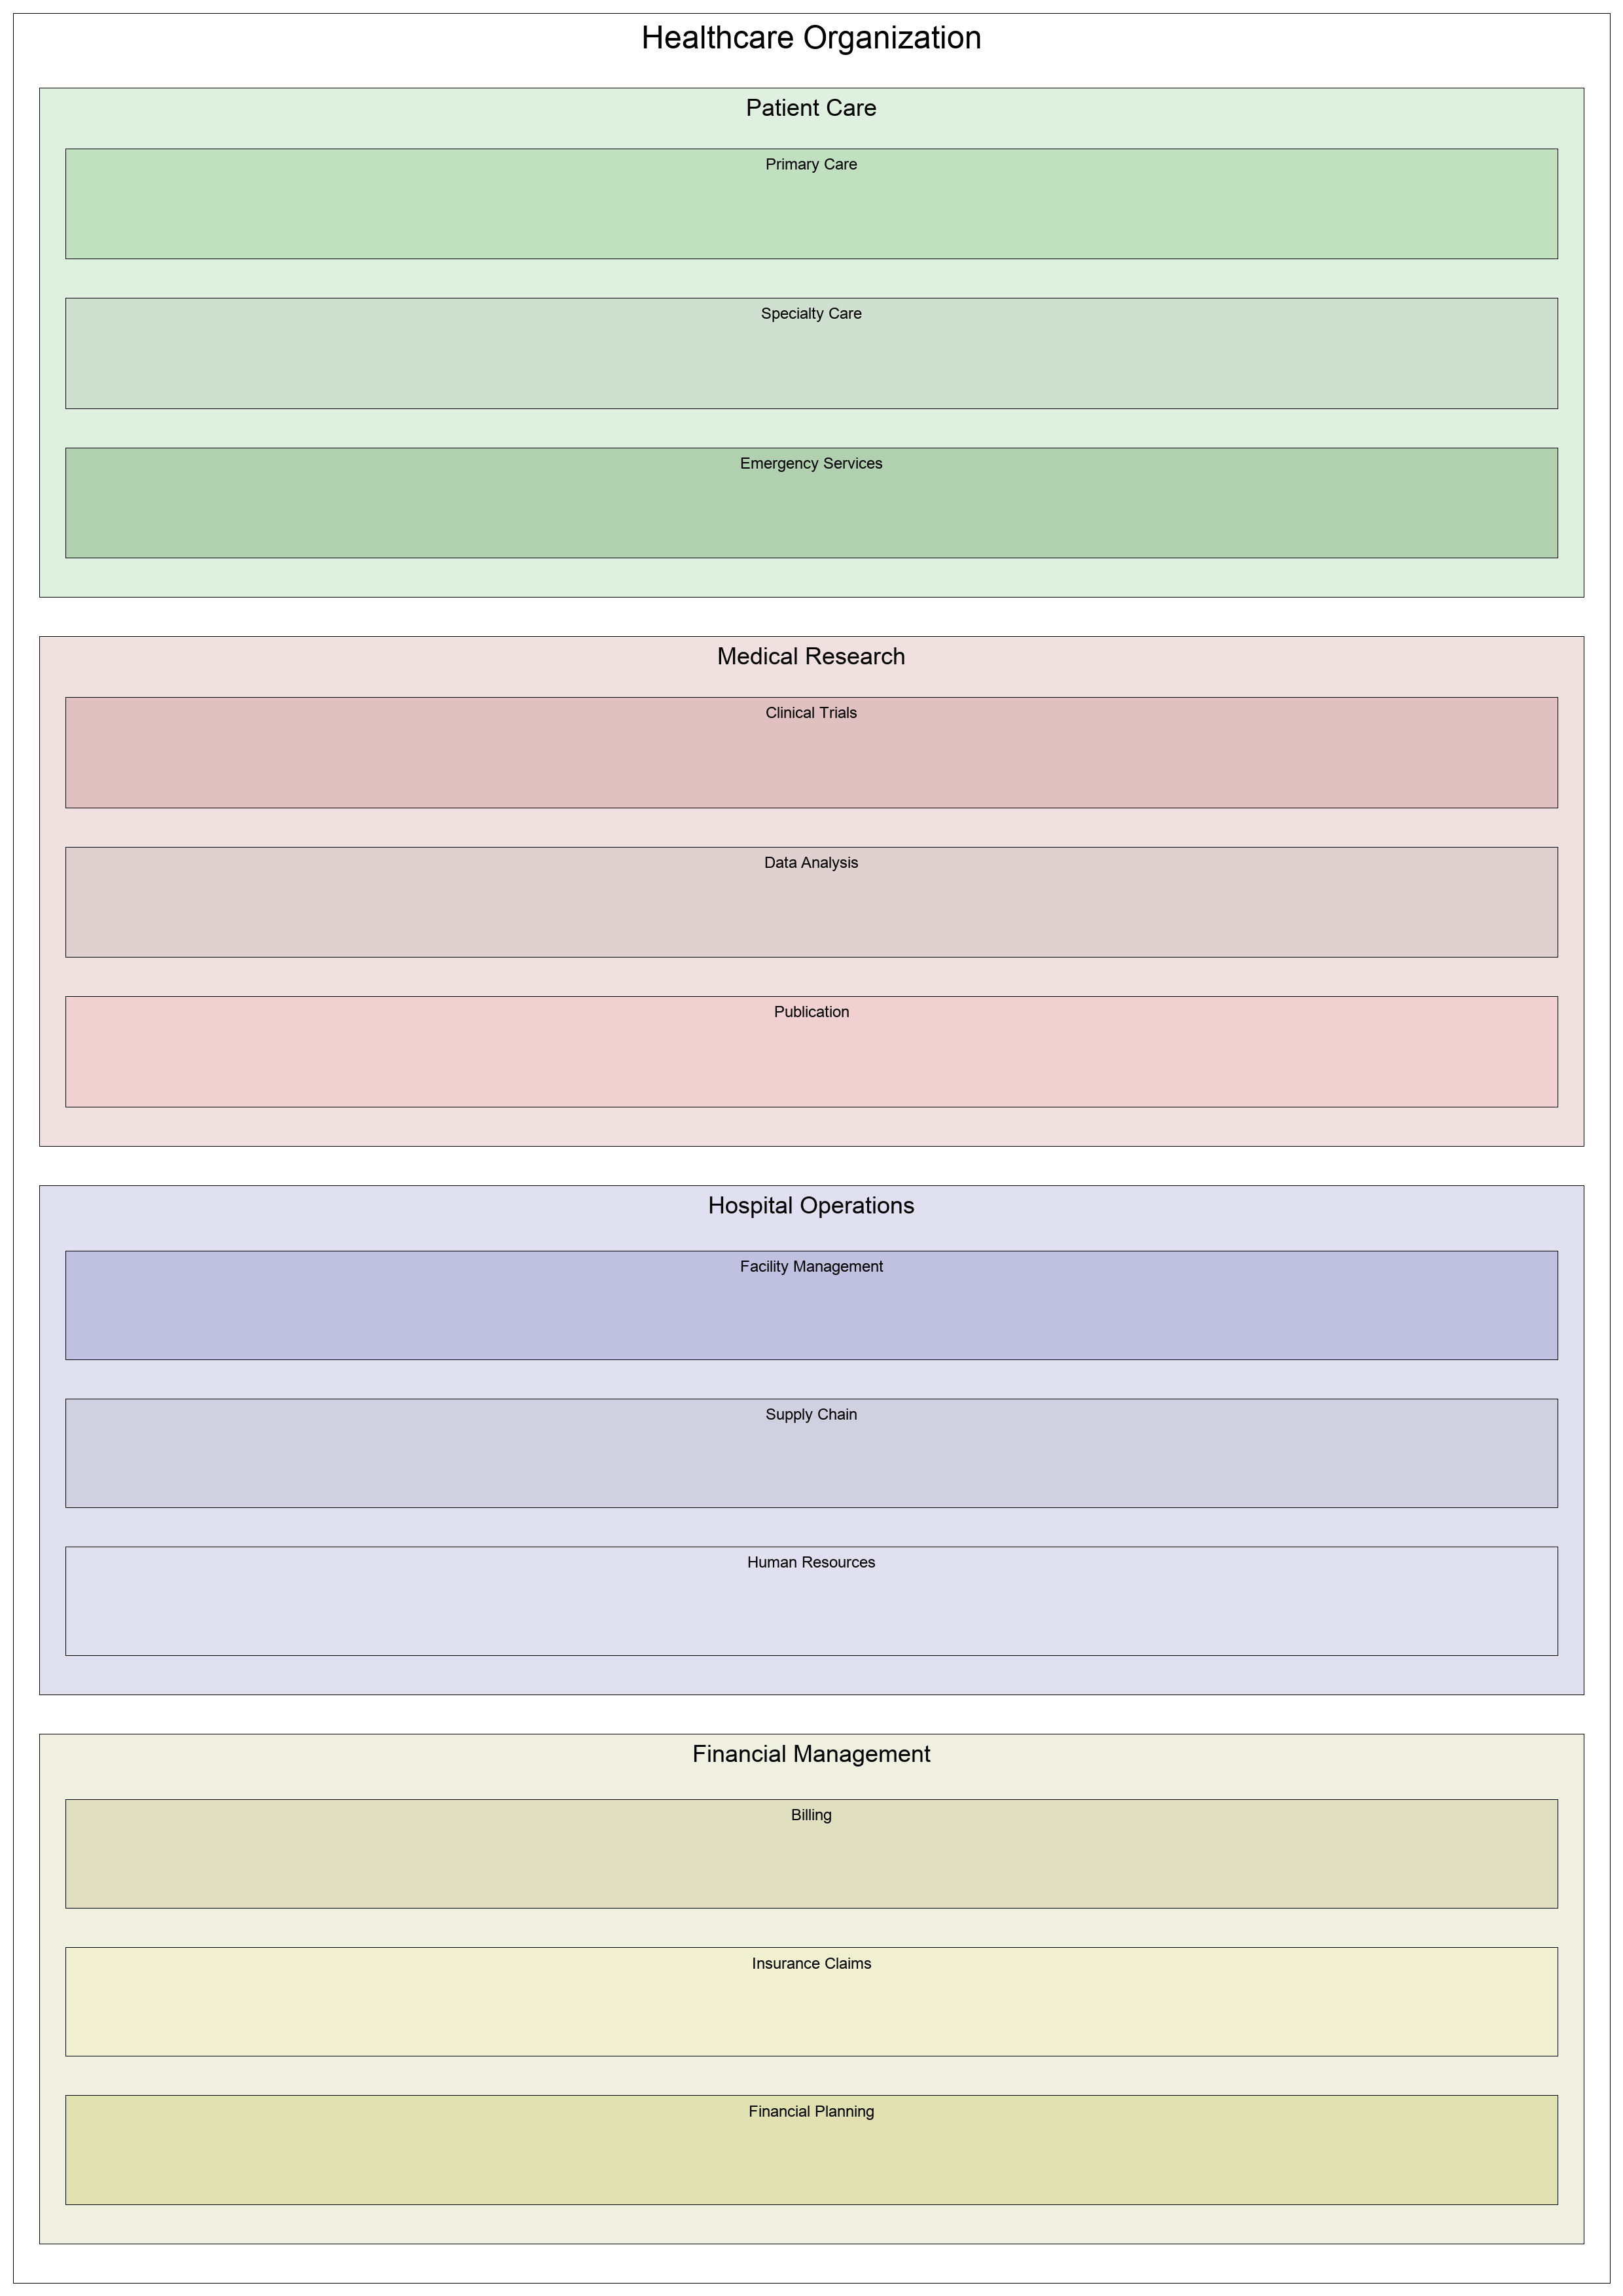 Healthcare Organization
Patient Care
Primary Care
Specialty Care
Emergency Services
Medical Research
Clinical Trials
Data Analysis
Publication
Hospital Operations
Facility Management
Supply Chain
Human Resources
Financial Management
Billing
Insurance Claims
Financial Planning